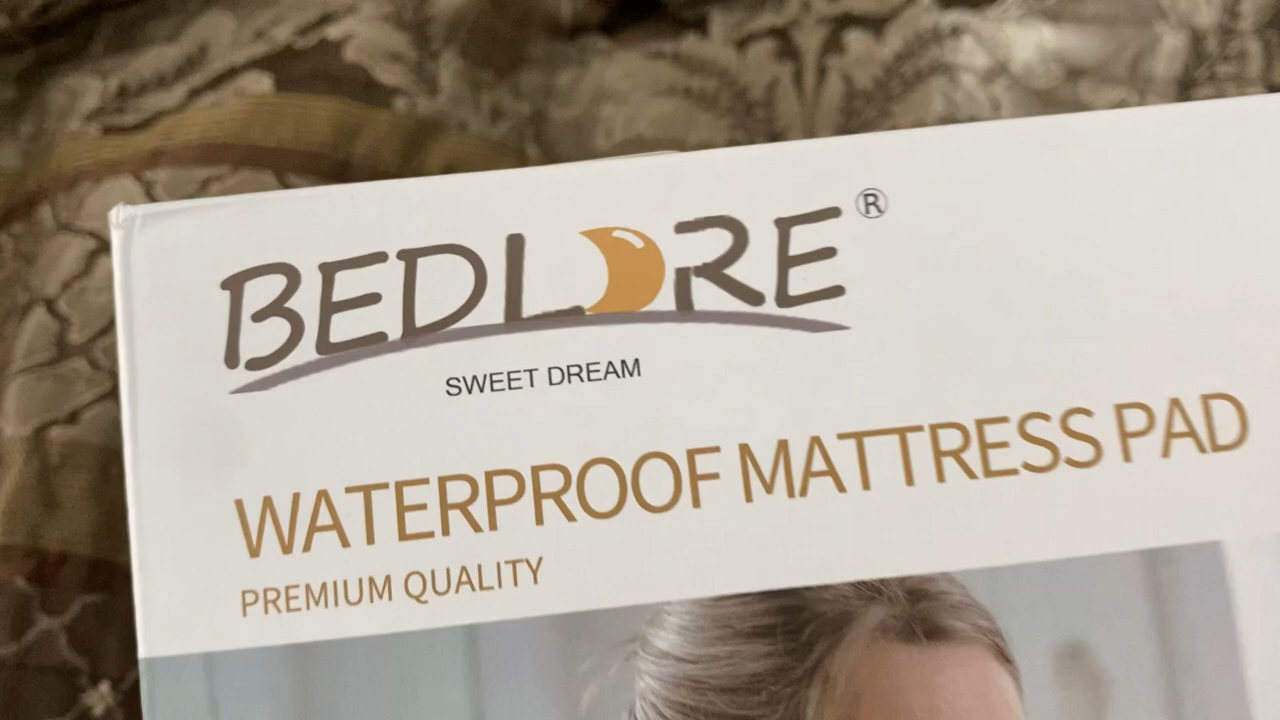 BEDLORE®
SWEET DREAM
WATERPROOF MATTRESS PAD
PREMIUM QUALITY